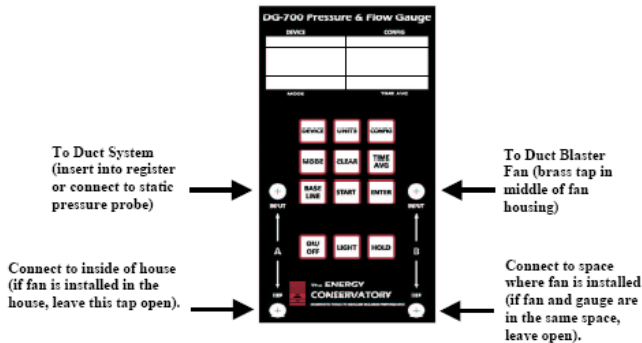 DG-700 Pressure & Flow Gauge
DEVICE CONFIG
MODE TIME AVG
DEVICE UNITS CONFIG
MODE CLEAR TIME AVG
BASE LINE START ENTER
ON/OFF LIGHT HOLD
To Duct System
(insert into register
or connect to static
pressure probe)
To Duct Blaster
Fan (brass tap in
middle of fan
housing)
INPUT INPUT
A B
Connect to inside of house
(if fan is installed in the
house, leave this tap open).
Connect to space
where fan is installed
(if fan and gauge are
in the same space,
leave open).
REF REF
The ENERGY
CONSERVATORY